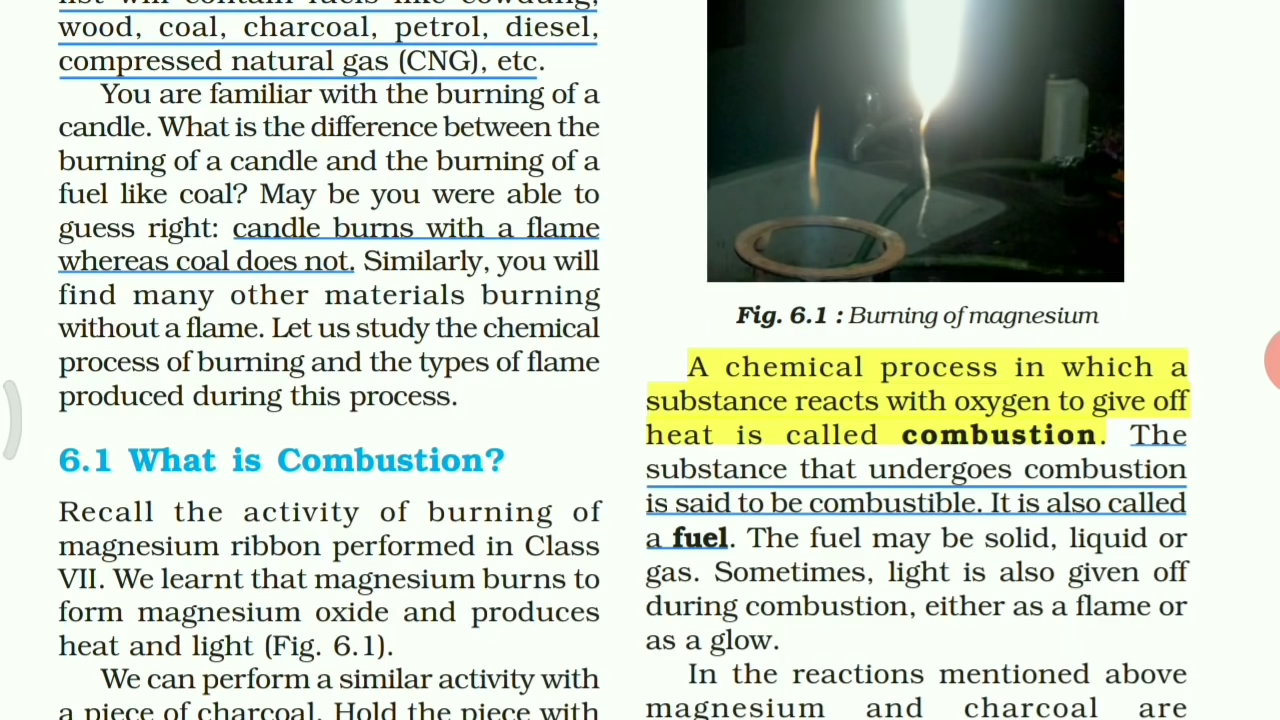 wood, coal, charcoal, petrol, diesel,
compressed natural gas (CNG), etc.
You are familiar with the burning of a
candle. What is the difference between the
burning of a candle and the burning of a
fuel like coal? May be you were able to
guess right: candle burns with a flame
whereas coal does not. Similarly, you will
find many other materials burning
without a flame. Let us study the chemical
process of burning and the types of flame
produced during this process.
6.1 What is Combustion?
Recall the activity of burning of
magnesium ribbon performed in Class
VII. We learnt that magnesium burns to
form magnesium oxide and produces
heat and light (Fig. 6.1).
We can perform a similar activity with
a piece of charcoal. Hold the piece with
Fig. 6.1 : Burning of magnesium
A chemical process in which a
substance reacts with oxygen to give off
heat is called combustion. The
substance that undergoes combustion
is said to be combustible. It is also called
a fuel. The fuel may be solid, liquid or
gas. Sometimes, light is also given off
during combustion, either as a flame or
as a glow.
In the reactions mentioned above
magnesium and charcoal are